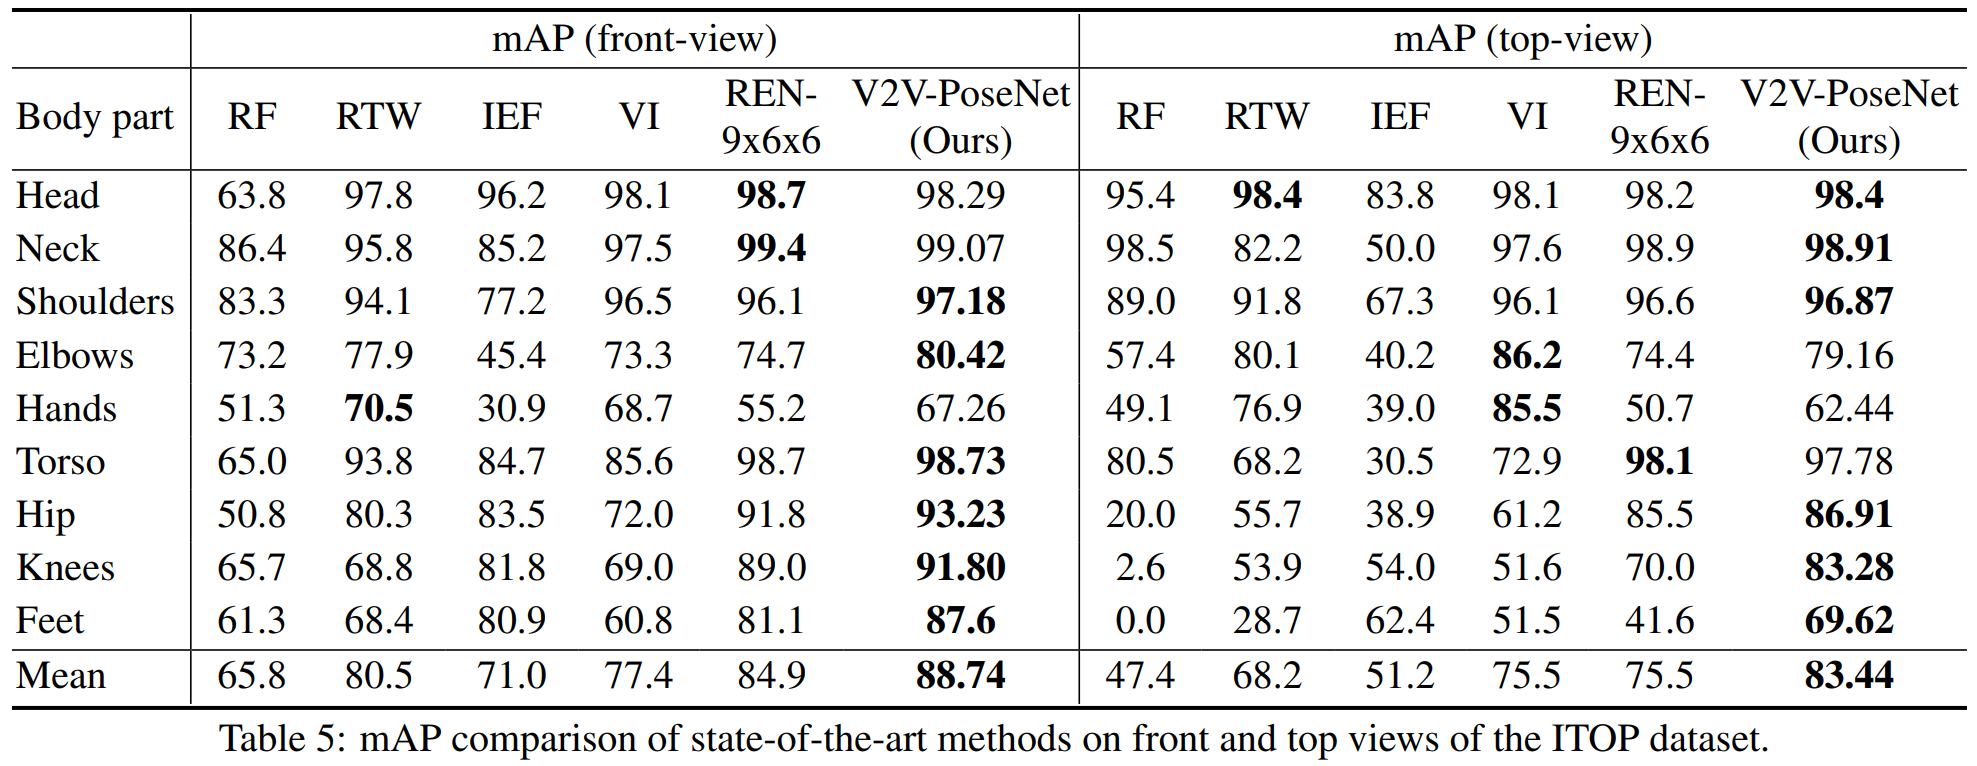 mAP (front-view) mAP (top-view)
Body part RF RTW IEF VI REN-9x6x6 V2V-PoseNet (Ours) RF RTW IEF VI REN-9x6x6 V2V-PoseNet (Ours)
Head 63.8 97.8 96.2 98.1 98.7 98.29 95.4 98.4 83.8 98.1 98.2 98.4
Neck 86.4 95.8 85.2 97.5 99.4 99.07 98.5 82.2 50.0 97.6 98.9 98.91
Shoulders 83.3 94.1 77.2 96.5 96.1 97.18 89.0 91.8 67.3 96.1 96.6 96.87
Elbows 73.2 77.9 45.4 73.3 74.7 80.42 57.4 80.1 40.2 86.2 74.4 79.16
Hands 51.3 70.5 30.9 68.7 55.2 67.26 49.1 76.9 39.0 85.5 50.7 62.44
Torso 65.0 93.8 84.7 85.6 98.7 98.73 80.5 68.2 30.5 72.9 98.1 97.78
Hip 50.8 80.3 83.5 72.0 91.8 93.23 20.0 55.7 38.9 61.2 85.5 86.91
Knees 65.7 68.8 81.8 69.0 89.0 91.80 2.6 53.9 54.0 51.6 70.0 83.28
Feet 61.3 68.4 80.9 60.8 81.1 87.6 0.0 28.7 62.4 51.5 41.6 69.62
Mean 65.8 80.5 71.0 77.4 84.9 88.74 47.4 68.2 51.2 75.5 75.5 83.44
Table 5: mAP comparison of state-of-the-art methods on front and top views of the ITOP dataset.